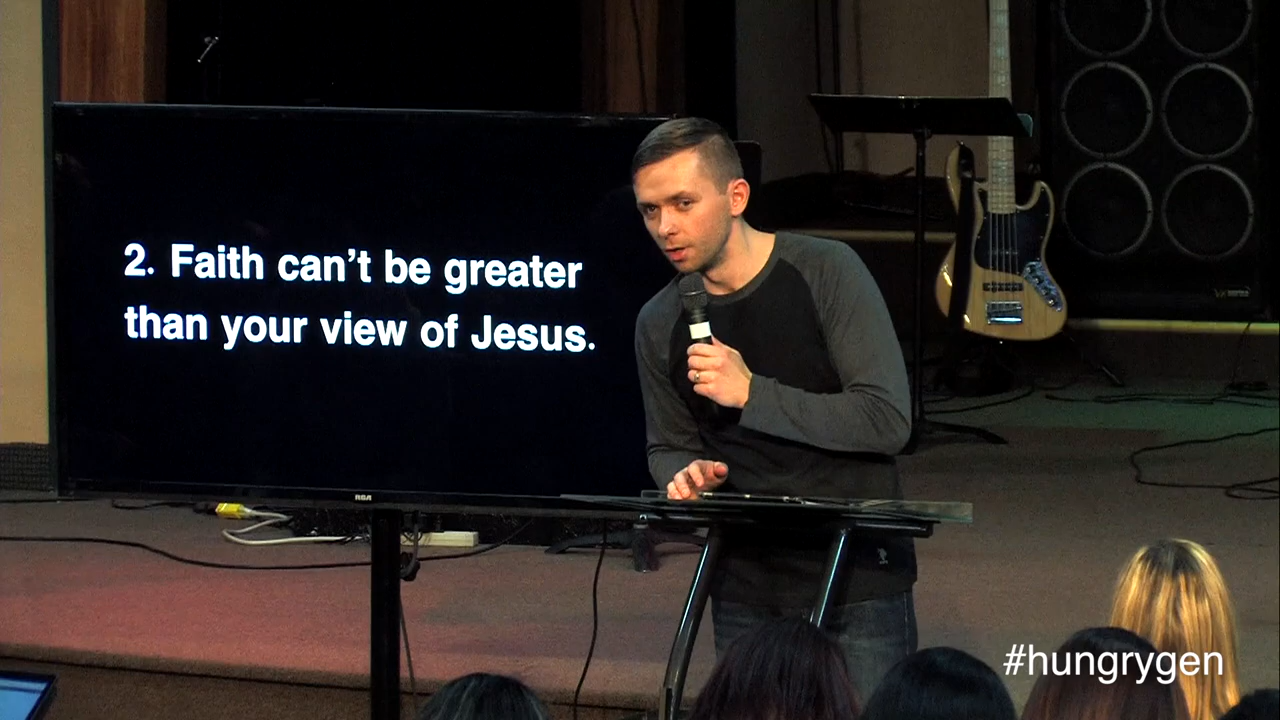 2. Faith can't be greater
than your view of Jesus.
RCA
#hungrygen